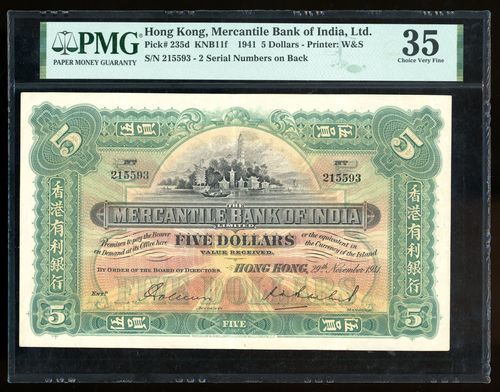 PMG
PAPER MONEY GUARANTY
Hong Kong, Mercantile Bank of India, Ltd.
Pick# 235d KNB11f 1941 5 Dollars - Printer: W&S
S/N 215593 - 2 Serial Numbers on Back
35
Choice Very Fine
5
員伍
員伍
5
Nº
215593
Nº
215593
THE
MERCANTILE BANK OF INDIA
LIMITED,
Promises to pay the Bearer
on Demand at its Office here
FIVE DOLLARS
VALUE RECEIVED.
or the equivalent in
the Currency of the Island
BY ORDER OF THE BOARD OF DIRECTORS.
HONG KONG, 29th November 1941.
FIVE DOLLARS
香港有利銀行
香港有利銀行
Entd.
5
員伍
FIVE
員伍
5